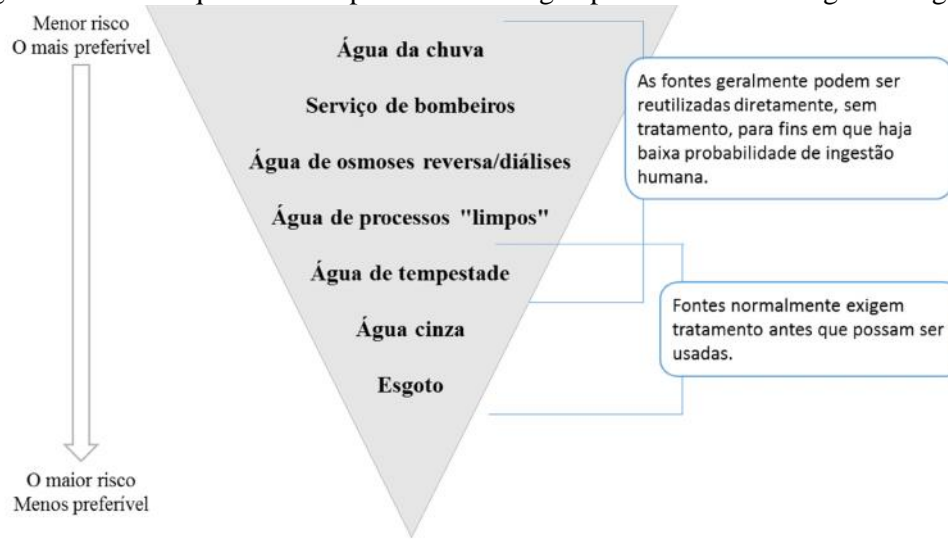 Menor risco
O mais preferível
Água da chuva
Serviço de bombeiros
Água de osmoses reversa/diálises
Água de processos "limpos"
Água de tempestade
Água cinza
Esgoto
As fontes geralmente podem ser
reutilizadas diretamente, sem
tratamento, para fins em que haja
baixa probabilidade de ingestão
humana.
Fontes normalmente exigem
tratamento antes que possam ser
usadas.
O maior risco
Menos preferível